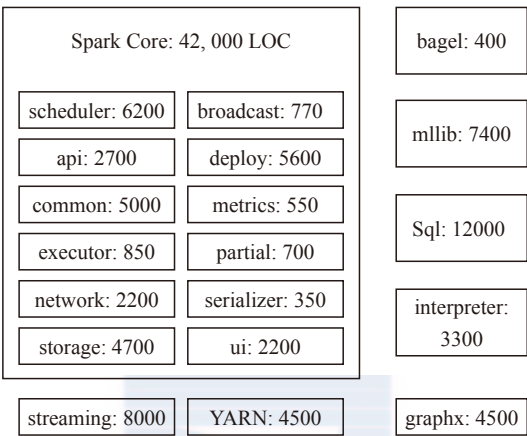 Spark Core: 42, 000 LOC
scheduler: 6200
broadcast: 770
api: 2700
deploy: 5600
common: 5000
metrics: 550
executor: 850
partial: 700
network: 2200
serializer: 350
storage: 4700
ui: 2200
bagel: 400
mllib: 7400
Sql: 12000
interpreter:
3300
streaming: 8000
YARN: 4500
graphx: 4500